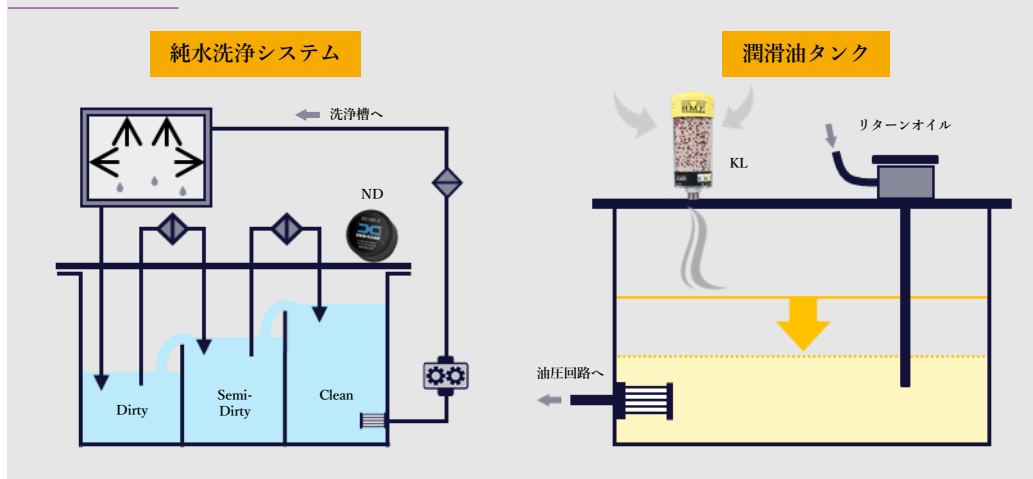 純水洗浄システム
潤滑油タンク
洗浄槽へ
ND
KL
リターンオイル
油圧回路へ
Dirty
Semi-
Dirty
Clean